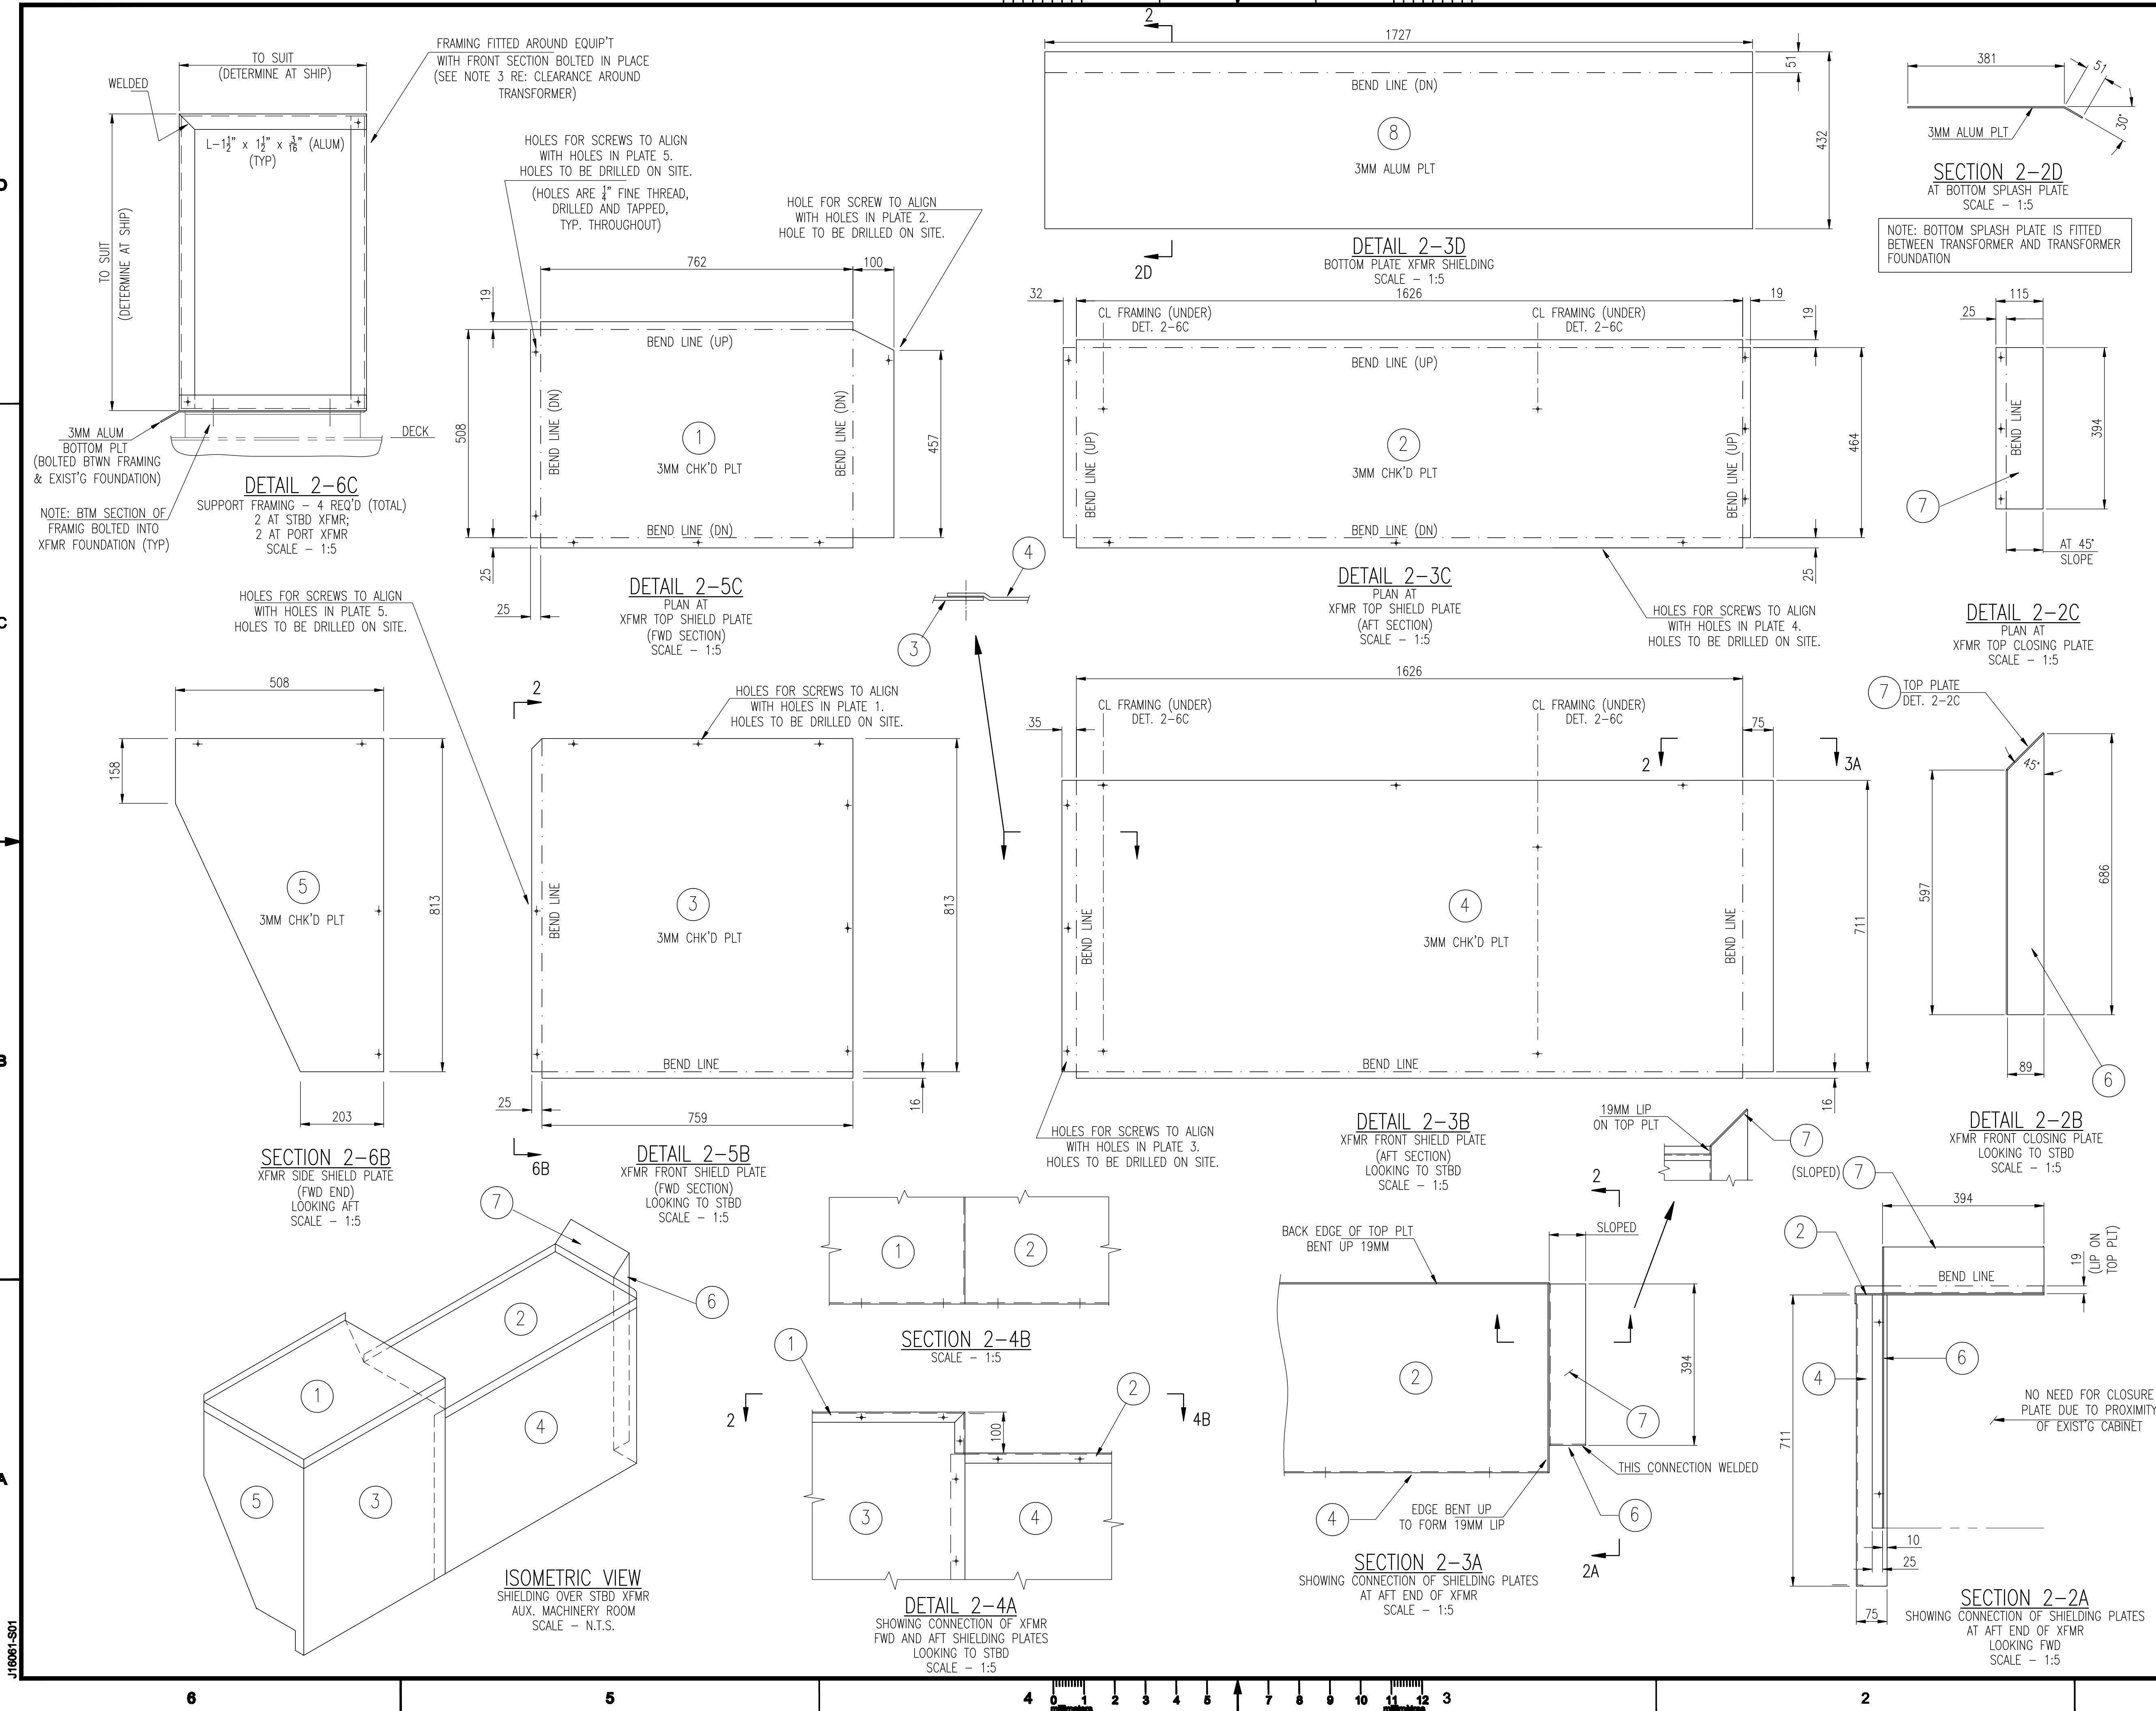 TO SUIT
(DETERMINE AT SHIP)
WELDED
FRAMING FITTED AROUND EQUIP'T
WITH FRONT SECTION BOLTED IN PLACE
(SEE NOTE 3 RE: CLEARANCE AROUND
TRANSFORMER)
L-1½" x 1½" x 3/16" (ALUM)
(TYP)
TO SUIT
(DETERMINE AT SHIP)
3MM ALUM
BOTTOM PLT
(BOLTED BTWN FRAMING
& EXIST'G FOUNDATION)
DECK
NOTE: BTM SECTION OF
FRAMIG BOLTED INTO
XFMR FOUNDATION (TYP)
DETAIL 2-6C
SUPPORT FRAMING - 4 REQ'D (TOTAL)
2 AT STBD XFMR;
2 AT PORT XFMR
SCALE - 1:5
HOLES FOR SCREWS TO ALIGN
WITH HOLES IN PLATE 5.
HOLES TO BE DRILLED ON SITE.
(HOLES ARE ¼" FINE THREAD,
DRILLED AND TAPPED,
TYP. THROUGHOUT)
HOLE FOR SCREW TO ALIGN
WITH HOLES IN PLATE 2.
HOLE TO BE DRILLED ON SITE.
762
100
19
BEND LINE (UP)
508
BEND LINE (DN)
1
3MM CHK'D PLT
BEND LINE (DN)
457
BEND LINE (DN)
25
25
DETAIL 2-5C
PLAN AT
XFMR TOP SHIELD PLATE
(FWD SECTION)
SCALE - 1:5
4
3
2
1727
51
BEND LINE (DN)
8
3MM ALUM PLT
432
2D
DETAIL 2-3D
BOTTOM PLATE XFMR SHIELDING
SCALE - 1:5
381
51
30°
3MM ALUM PLT
SECTION 2-2D
AT BOTTOM SPLASH PLATE
SCALE - 1:5
NOTE: BOTTOM SPLASH PLATE IS FITTED
BETWEEN TRANSFORMER AND TRANSFORMER
FOUNDATION
32
1626
19
CL FRAMING (UNDER)
DET. 2-6C
CL FRAMING (UNDER)
DET. 2-6C
19
BEND LINE (UP)
BEND LINE (UP)
2
3MM CHK'D PLT
BEND LINE (UP)
464
BEND LINE (DN)
25
DETAIL 2-3C
PLAN AT
XFMR TOP SHIELD PLATE
(AFT SECTION)
SCALE - 1:5
HOLES FOR SCREWS TO ALIGN
WITH HOLES IN PLATE 4.
HOLES TO BE DRILLED ON SITE.
115
25
BEND LINE
394
7
AT 45°
SLOPE
DETAIL 2-2C
PLAN AT
XFMR TOP CLOSING PLATE
SCALE - 1:5
HOLES FOR SCREWS TO ALIGN
WITH HOLES IN PLATE 5.
HOLES TO BE DRILLED ON SITE.
508
158
5
3MM CHK'D PLT
813
203
SECTION 2-6B
XFMR SIDE SHIELD PLATE
(FWD END)
LOOKING AFT
SCALE - 1:5
2
HOLES FOR SCREWS TO ALIGN
WITH HOLES IN PLATE 1.
HOLES TO BE DRILLED ON SITE.
BEND LINE
3
3MM CHK'D PLT
813
BEND LINE
25
759
16
6B
DETAIL 2-5B
XFMR FRONT SHIELD PLATE
(FWD SECTION)
LOOKING TO STBD
SCALE - 1:5
1626
35
CL FRAMING (UNDER)
DET. 2-6C
CL FRAMING (UNDER)
DET. 2-6C
75
2
3A
BEND LINE
4
3MM CHK'D PLT
BEND LINE
711
BEND LINE
16
HOLES FOR SCREWS TO ALIGN
WITH HOLES IN PLATE 3.
HOLES TO BE DRILLED ON SITE.
DETAIL 2-3B
XFMR FRONT SHIELD PLATE
(AFT SECTION)
LOOKING TO STBD
SCALE - 1:5
7
TOP PLATE
DET. 2-2C
45°
597
686
89
6
DETAIL 2-2B
XFMR FRONT CLOSING PLATE
LOOKING TO STBD
SCALE - 1:5
19MM LIP
ON TOP PLT
7
7
1
2
3
4
5
6
ISOMETRIC VIEW
SHIELDING OVER STBD XFMR
AUX. MACHINERY ROOM
SCALE - N.T.S.
1
2
SECTION 2-4B
SCALE - 1:5
1
2
2
4B
100
3
4
DETAIL 2-4A
SHOWING CONNECTION OF XFMR
FWD AND AFT SHIELDING PLATES
LOOKING TO STBD
SCALE - 1:5
2
BACK EDGE OF TOP PLT
BENT UP 19MM
SLOPED
2
394
7
THIS CONNECTION WELDED
4
EDGE BENT UP
TO FORM 19MM LIP
6
2A
SECTION 2-3A
SHOWING CONNECTION OF SHIELDING PLATES
AT AFT END OF XFMR
SCALE - 1:5
(SLOPED)
7
394
2
BEND LINE
19
(LIP ON
TOP PLT)
4
6
711
NO NEED FOR CLOSURE
PLATE DUE TO PROXIMITY
OF EXIST'G CABINET
10
25
75
SECTION 2-2A
SHOWING CONNECTION OF SHIELDING PLATES
AT AFT END OF XFMR
LOOKING FWD
SCALE - 1:5
D
C
B
A
J16061-S01
6
5
4
3
2
0 1 2 3 4 5 7 8 9 10 11 12